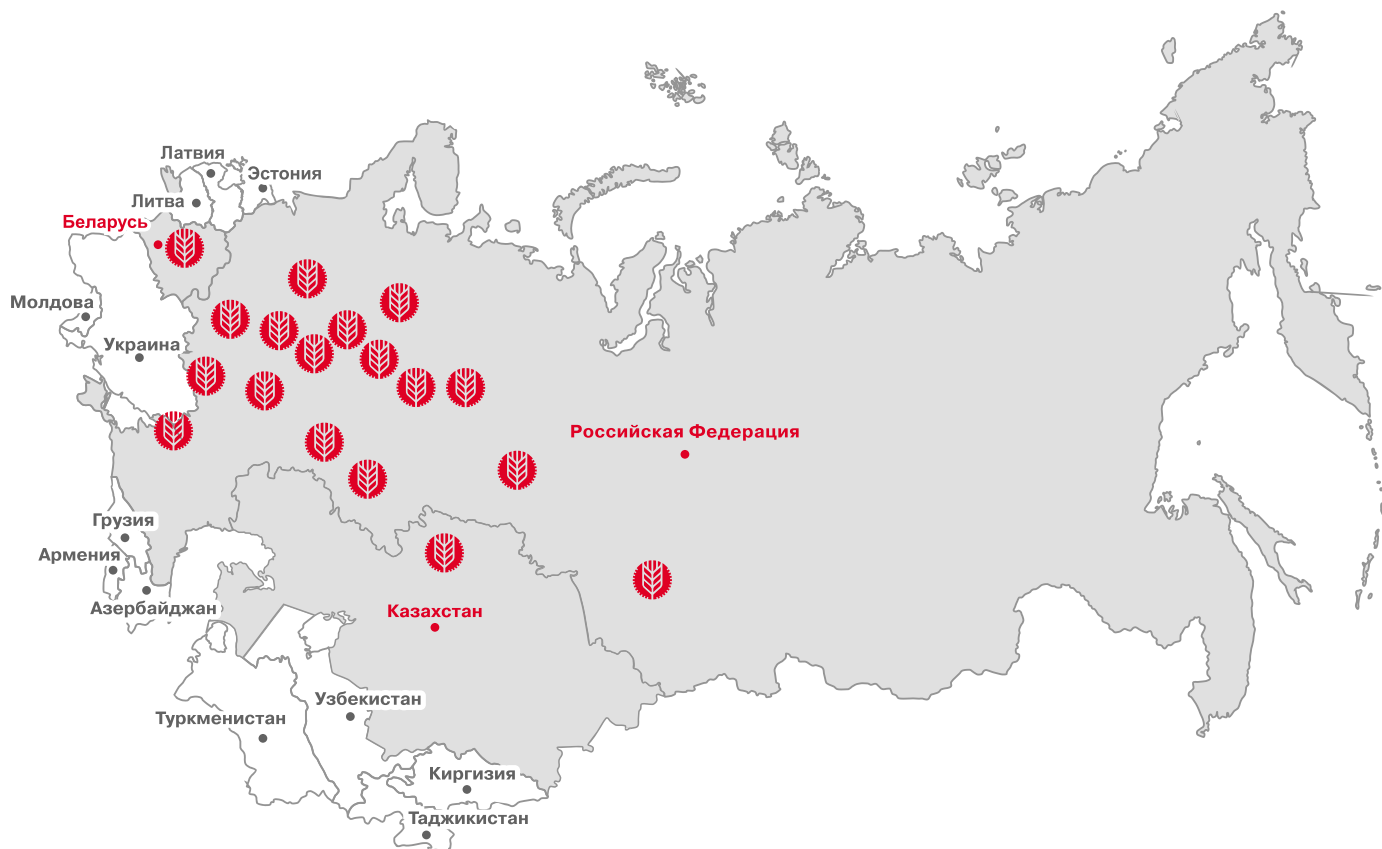 Латвия
Эстония
Литва
Беларусь
Молдова
Украина
Российская Федерация
Грузия
Армения
Азербайджан
Казахстан
Узбекистан
Туркменистан
Киргизия
Таджикистан